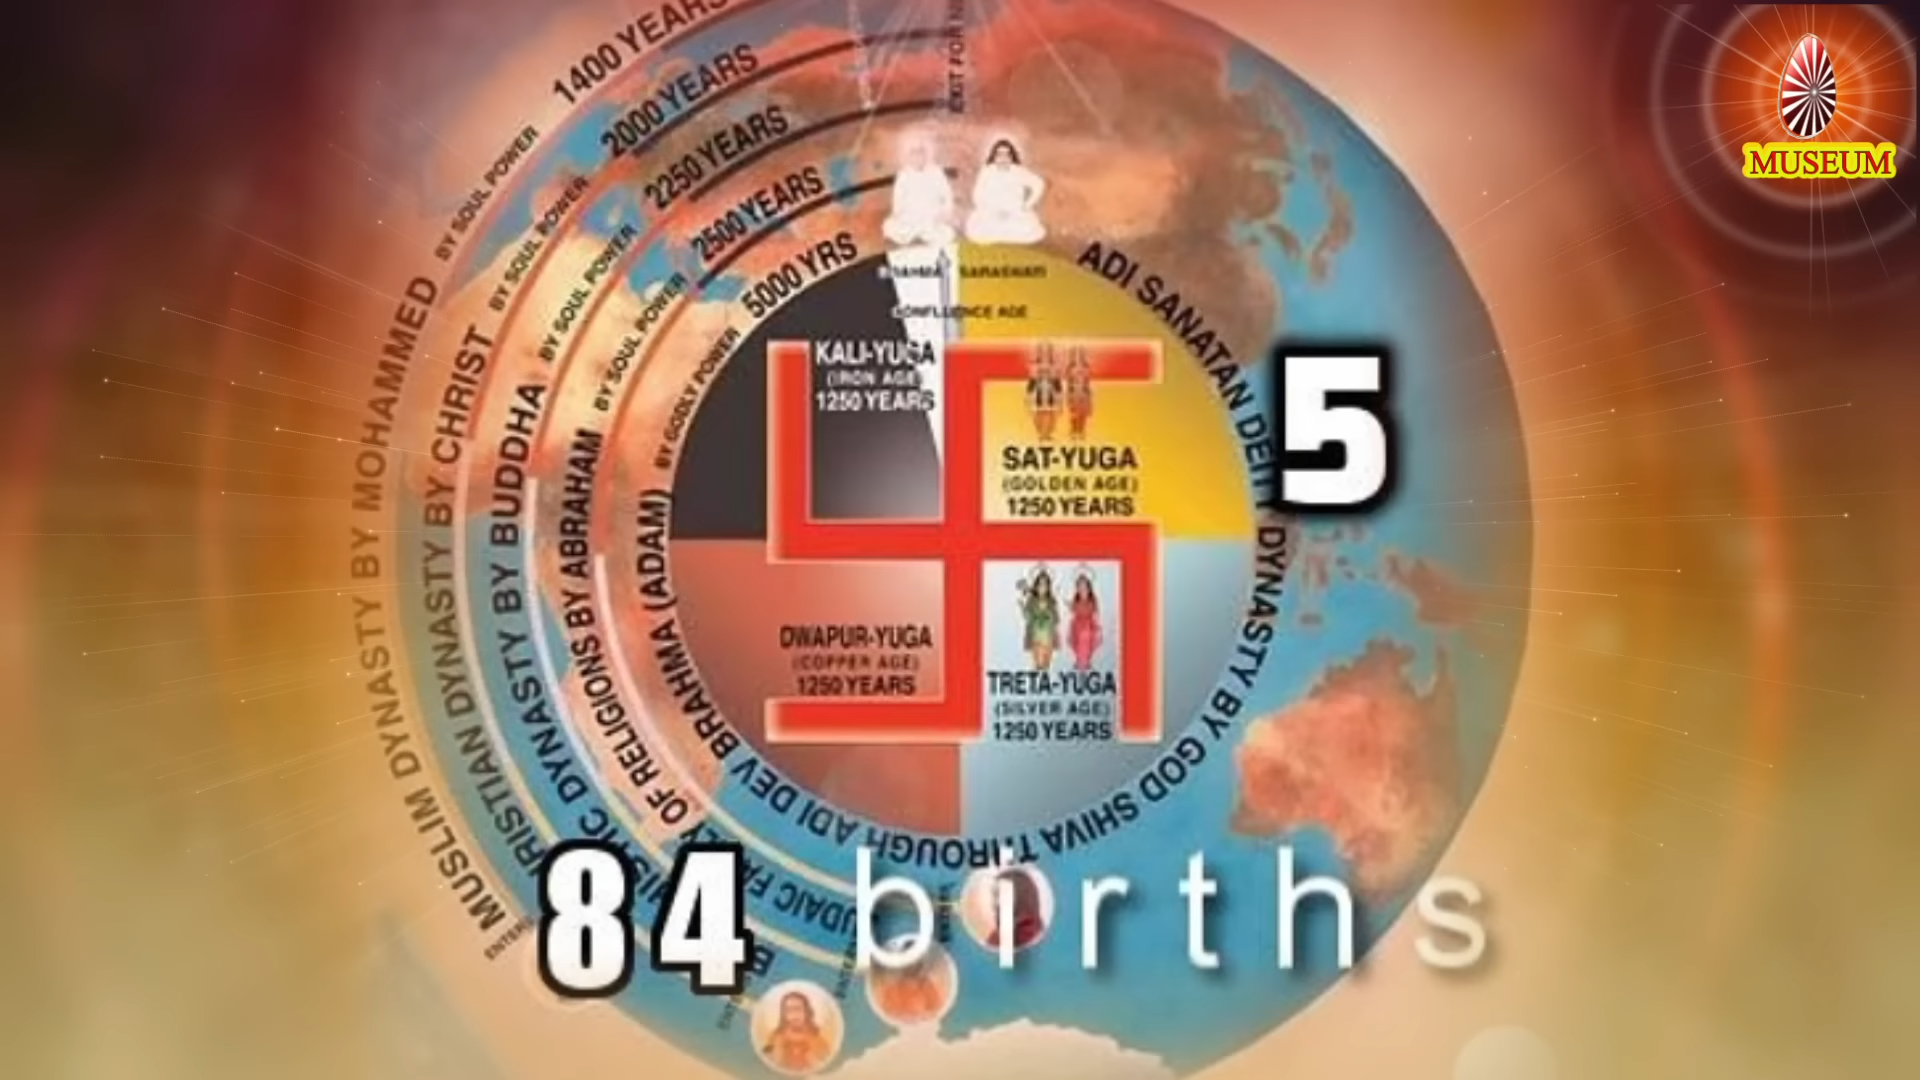 1400 YEARS
2000 YEARS
2250 YEARS
2500 YEARS
5000 YRS
EXIT FOR
MUSEUM
BY SOUL POWER
BY SOUL POWER
BY SOUL POWER
BY SOUL POWER
BY GODLY POWER
BRAHMA SARASWATI
CONFLUENCE AGE
KALI-YUGA
(IRON AGE)
1250 YEARS
SAT-YUGA
(GOLDEN AGE)
1250 YEARS
DWAPUR-YUGA
(COPPER AGE)
1250 YEARS
TRETA-YUGA
(SILVER AGE)
1250 YEARS
ADI SANATAN DEITY DYNASTY BY GOD SHIVA THROUGH ADI DEV BRAHMA (ADAM)
OF RELIGIONS BY ABRAHAM
DYNASTY BY BUDDHA
DYNASTY BY CHRIST
MUSLIM DYNASTY BY MOHAMMED
5
84 births